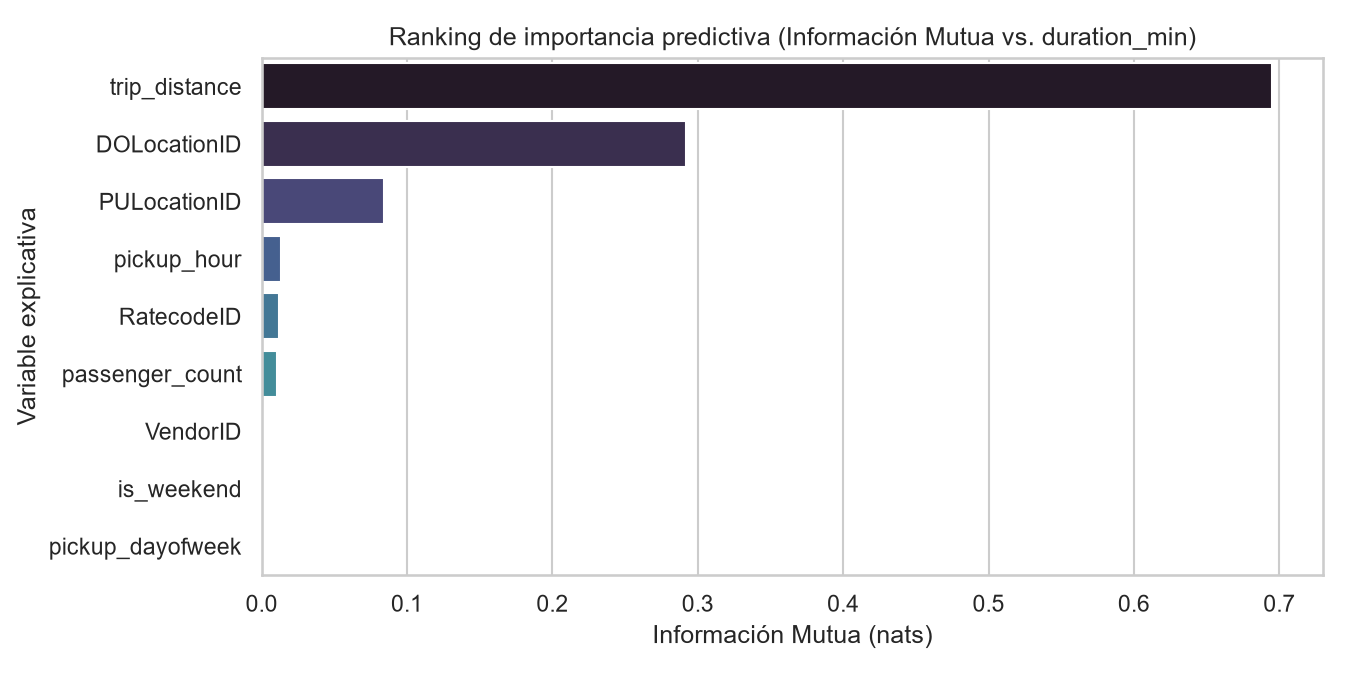 Ranking de importancia predictiva (Información Mutua vs. duration_min)
Variable explicativa
trip_distance
DOLocationID
PULocationID
pickup_hour
RatecodeID
passenger_count
VendorID
is_weekend
pickup_dayofweek
0.0 0.1 0.2 0.3 0.4 0.5 0.6 0.7
Información Mutua (nats)